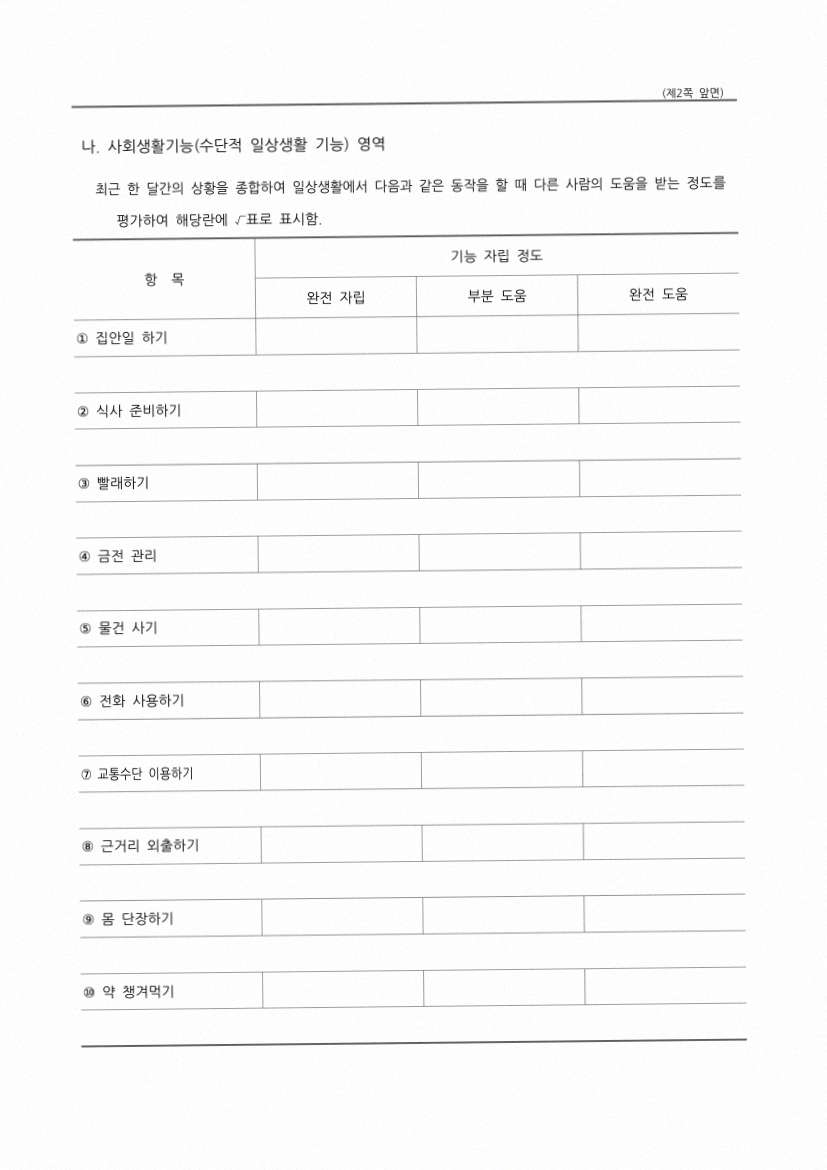 (제2쪽 앞면)
나. 사회생활기능(수단적 일상생활 기능) 영역
최근 한 달간의 상황을 종합하여 일상생활에서 다음과 같은 동작을 할 때 다른 사람의 도움을 받는 정도를
평가하여 해당란에 √표로 표시함.
항 목
기능 자립 정도
완전 자립 부분 도움 완전 도움
① 집안일 하기
② 식사 준비하기
③ 빨래하기
④ 금전 관리
⑤ 물건 사기
⑥ 전화 사용하기
⑦ 교통수단 이용하기
⑧ 근거리 외출하기
⑨ 몸 단장하기
⑩ 약 챙겨먹기